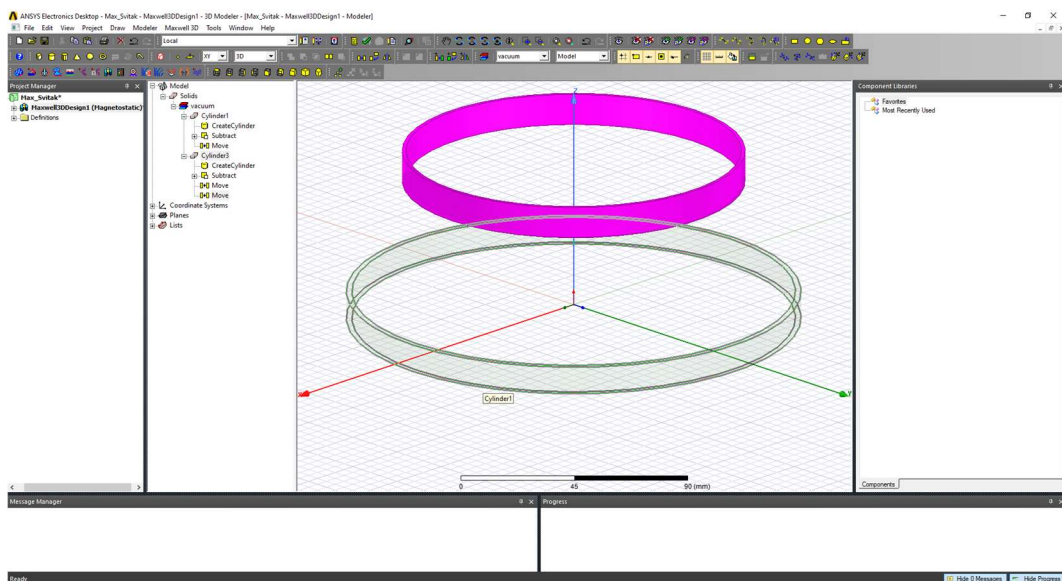 ANSYS Electronics Desktop - Max_Svitak - Maxwell3DDesign1 - 3D Modeler - [Max_Svitak - Maxwell3DDesign1 - Modeler]
File Edit View Project Draw Modeler Maxwell 3D Tools Window Help
Local
XY 3D vacuum Model
Project Manager
Max_Svitak*
Maxwell3DDesign1 (Magnetostatic)
Definitions
Model
Solids
vacuum
Cylinder1
CreateCylinder
Subtract
Move
Cylinder3
CreateCylinder
Subtract
Move
Move
Coordinate Systems
Planes
Lists
Z
X
Y
Cylinder1
0 45 90 (mm)
Component Libraries
Favorites
Most Recently Used
Components
Message Manager
Progress
Ready
Hide 0 Messages Hide Progress